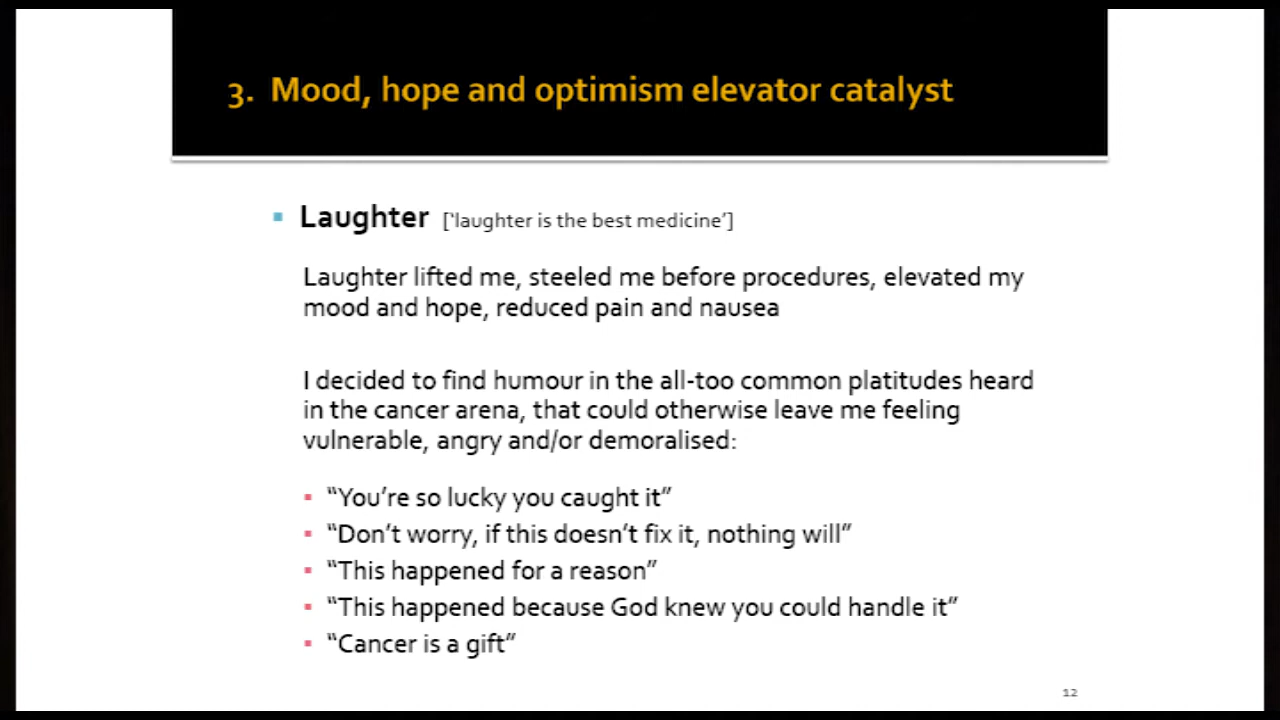 3. Mood, hope and optimism elevator catalyst
Laughter ['laughter is the best medicine']
Laughter lifted me, steeled me before procedures, elevated my
mood and hope, reduced pain and nausea
I decided to find humour in the all-too common platitudes heard
in the cancer arena, that could otherwise leave me feeling
vulnerable, angry and/or demoralised:
“You’re so lucky you caught it”
“Don’t worry, if this doesn’t fix it, nothing will”
“This happened for a reason”
“This happened because God knew you could handle it”
“Cancer is a gift”
12